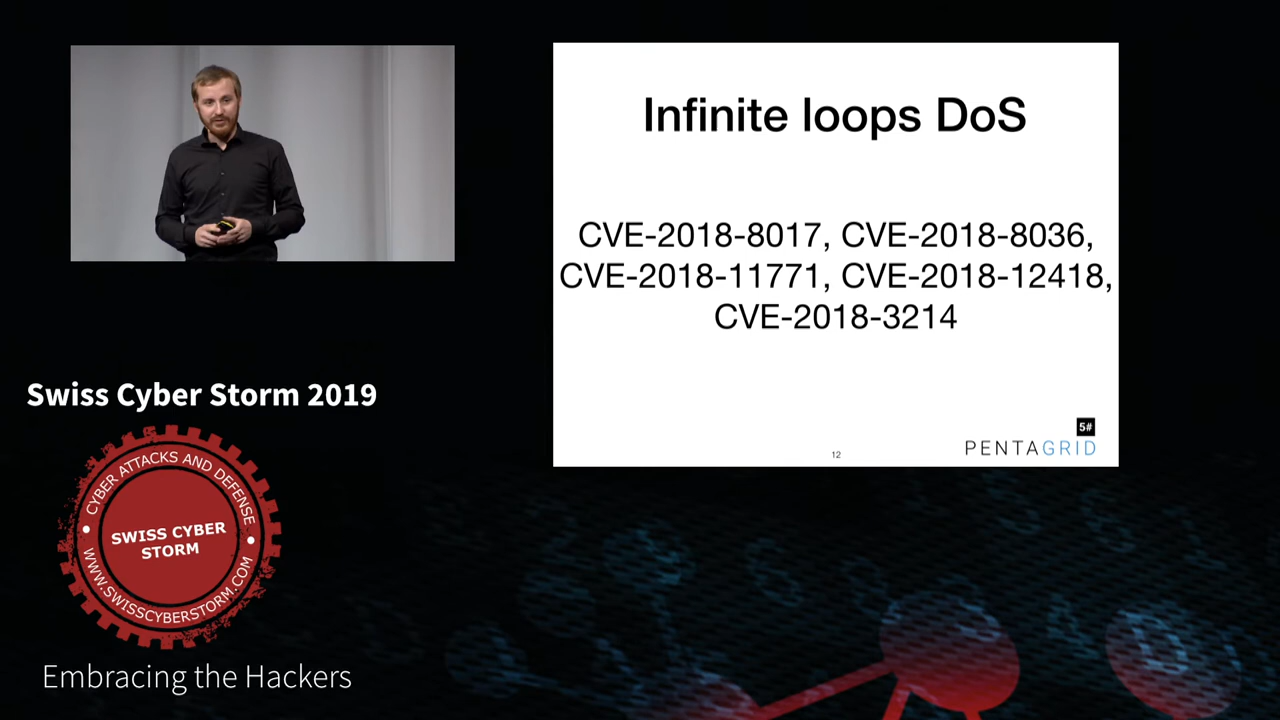 Infinite loops DoS
CVE-2018-8017, CVE-2018-8036,
CVE-2018-11771, CVE-2018-12418,
CVE-2018-3214
5#
PENTAGRID
12
Swiss Cyber Storm 2019
CYBER ATTACKS AND DEFENSE
SWISS CYBER
STORM
WWW.SWISSCYBERSTORM.COM
Embracing the Hackers